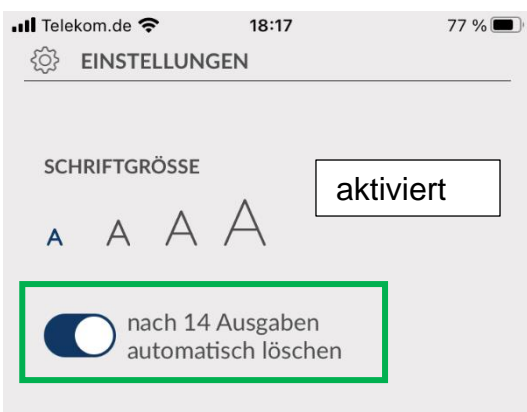 Telekom.de 18:17 77 %
EINSTELLUNGEN
SCHRIFTGRÖSSE
aktiviert
A A A A
nach 14 Ausgaben
automatisch löschen